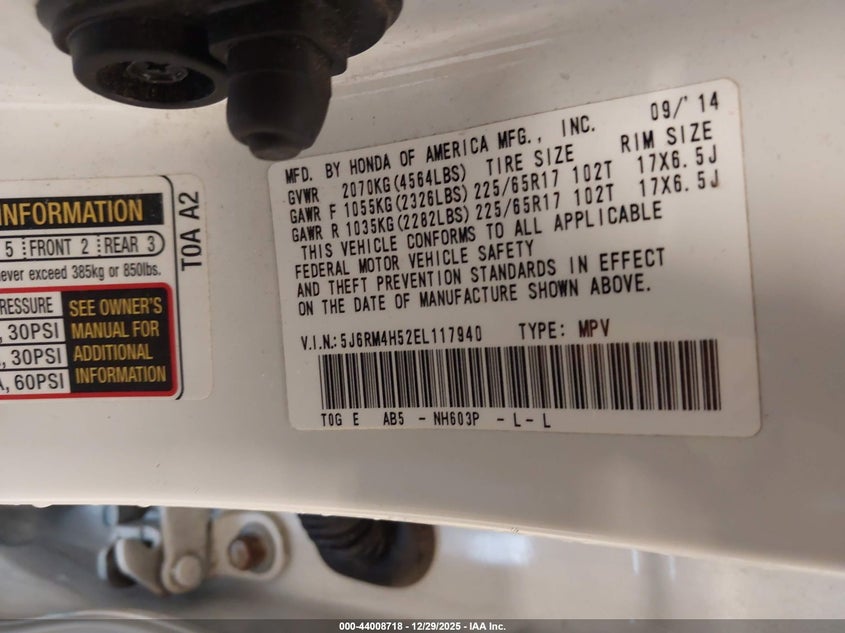 INFORMATION
5 FRONT 2 REAR 3
never exceed 385kg or 850lbs.
PRESSURE
SEE OWNER'S
MANUAL FOR
ADDITIONAL
INFORMATION
, 30PSI
, 30PSI
, 60PSI
T0A A2
09/'14
MFD. BY HONDA OF AMERICA MFG., INC.
GVWR 2070KG(4564LBS) TIRE SIZE RIM SIZE
GAWR F 1055KG(2326LBS) 225/65R17 102T 17X6.5J
GAWR R 1035KG(2282LBS) 225/65R17 102T 17X6.5J
THIS VEHICLE CONFORMS TO ALL APPLICABLE
FEDERAL MOTOR VEHICLE SAFETY
AND THEFT PREVENTION STANDARDS IN EFFECT
ON THE DATE OF MANUFACTURE SHOWN ABOVE.
V.I.N.: 5J6RM4H52EL117940 TYPE: MPV
T0G E AB5 - NH603P - L - L
000-44008718 - 12/29/2025 - IAA Inc.